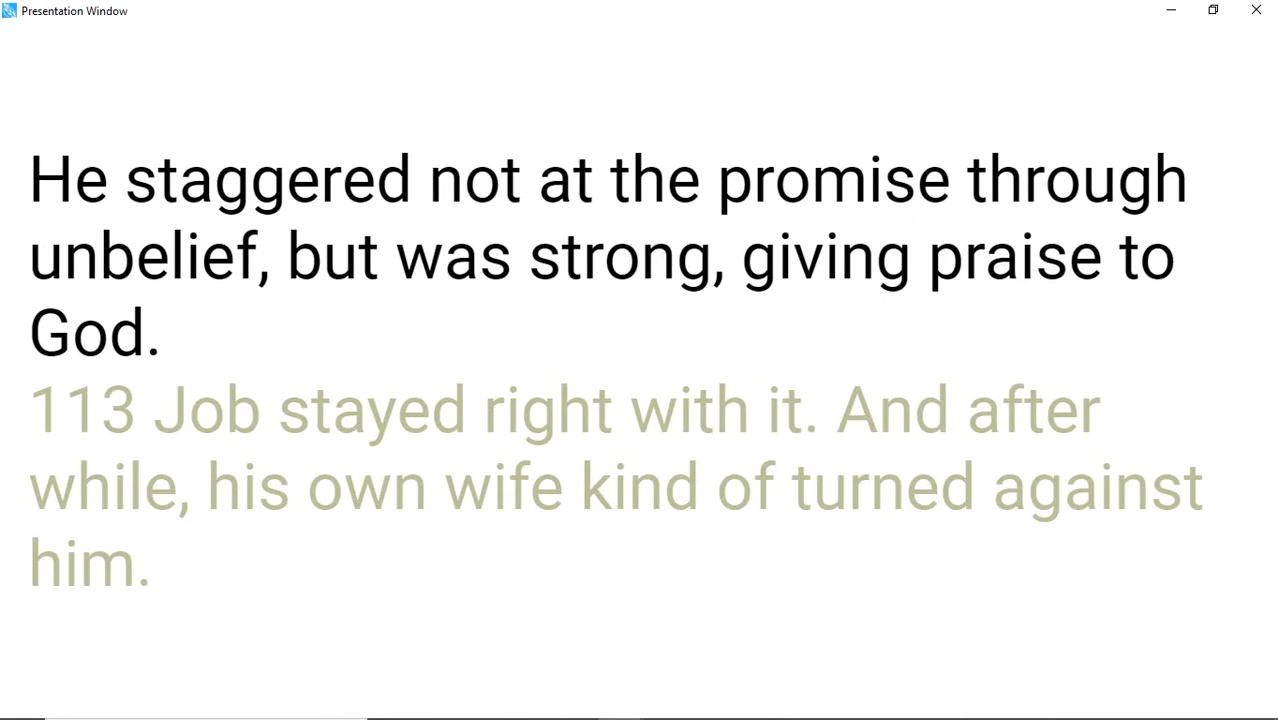 Presentation Window
He staggered not at the promise through
unbelief, but was strong, giving praise to
God.
113 Job stayed right with it. And after
while, his own wife kind of turned against
him.